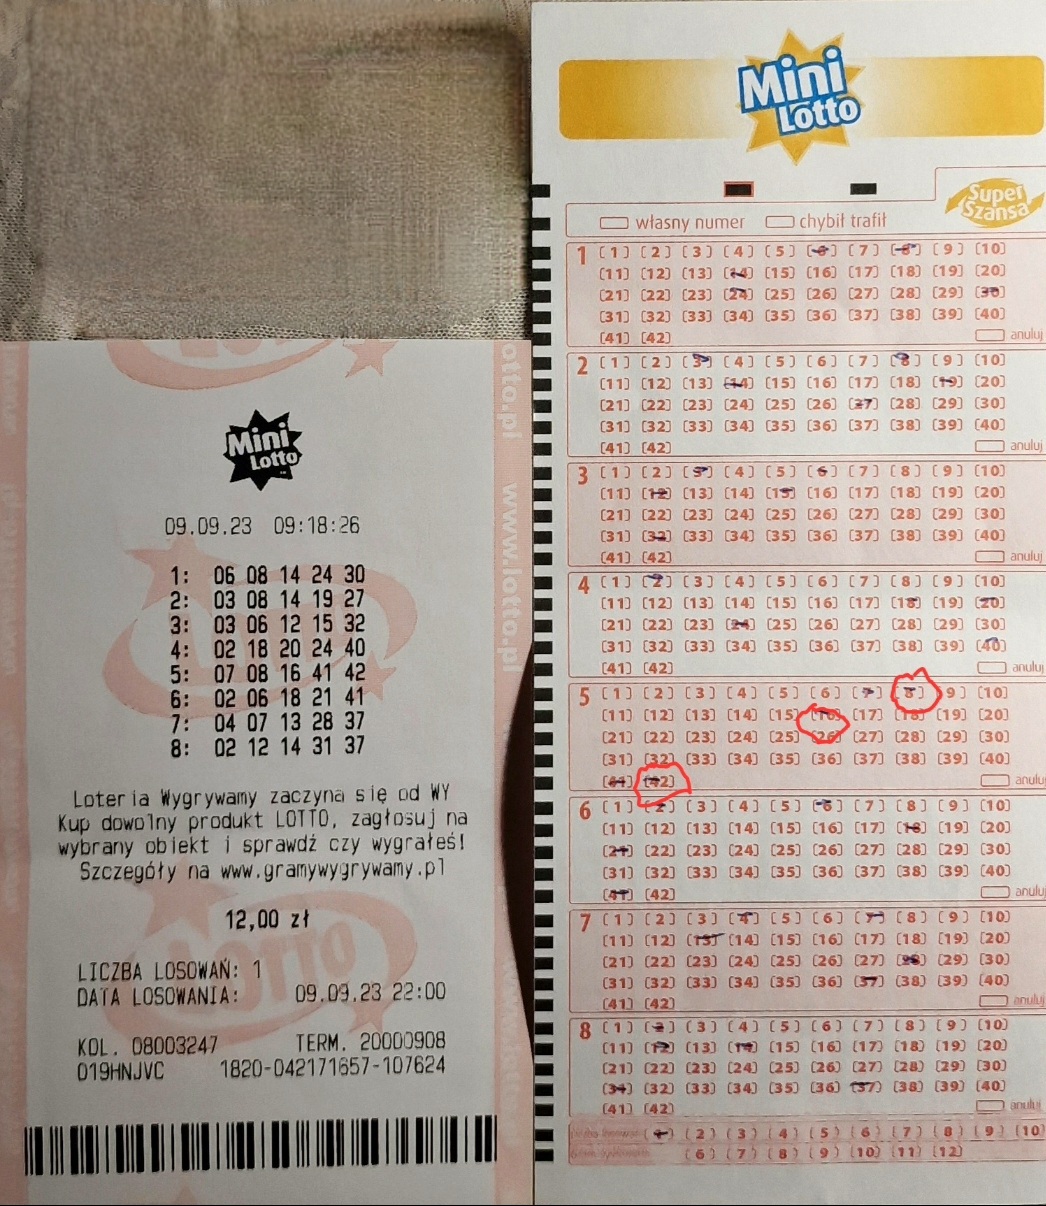 Mini
Lotto
09.09.23 09:18:26
1: 06 08 14 24 30
2: 03 08 14 19 27
3: 03 06 12 15 32
4: 02 18 20 24 40
5: 07 08 16 41 42
6: 02 06 18 21 41
7: 04 07 13 28 37
8: 02 12 14 31 37
Loteria Wygrywamy zaczyna się od WY
Kup dowolny produkt LOTTO, zagłosuj na
wybrany obiekt i sprawdź czy wygrałeś!
Szczegóły na www.gramywygrywamy.pl
12,00 zł
LICZBA LOSOWAŃ: 1
DATA LOSOWANIA: 09.09.23 22:00
KOL. 08003247 TERM. 20000908
019HNJVC 1820-042171657-107624
www.lotto.pl
LOTTO
Mini
Lotto
Super
Szansa
własny numer chybił trafił
1 [1] [2] [3] [4] [5] [6] [7] [8] [9] [10]
[11] [12] [13] [14] [15] [16] [17] [18] [19] [20]
[21] [22] [23] [24] [25] [26] [27] [28] [29] [30]
[31] [32] [33] [34] [35] [36] [37] [38] [39] [40]
[41] [42] anuluj
2 [1] [2] [3] [4] [5] [6] [7] [8] [9] [10]
[11] [12] [13] [14] [15] [16] [17] [18] [19] [20]
[21] [22] [23] [24] [25] [26] [27] [28] [29] [30]
[31] [32] [33] [34] [35] [36] [37] [38] [39] [40]
[41] [42] anuluj
3 [1] [2] [3] [4] [5] [6] [7] [8] [9] [10]
[11] [12] [13] [14] [15] [16] [17] [18] [19] [20]
[21] [22] [23] [24] [25] [26] [27] [28] [29] [30]
[31] [32] [33] [34] [35] [36] [37] [38] [39] [40]
[41] [42] anuluj
4 [1] [2] [3] [4] [5] [6] [7] [8] [9] [10]
[11] [12] [13] [14] [15] [16] [17] [18] [19] [20]
[21] [22] [23] [24] [25] [26] [27] [28] [29] [30]
[31] [32] [33] [34] [35] [36] [37] [38] [39] [40]
[41] [42] anuluj
5 [1] [2] [3] [4] [5] [6] [7] [8] [9] [10]
[11] [12] [13] [14] [15] [16] [17] [18] [19] [20]
[21] [22] [23] [24] [25] [26] [27] [28] [29] [30]
[31] [32] [33] [34] [35] [36] [37] [38] [39] [40]
[41] [42] anuluj
6 [1] [2] [3] [4] [5] [6] [7] [8] [9] [10]
[11] [12] [13] [14] [15] [16] [17] [18] [19] [20]
[21] [22] [23] [24] [25] [26] [27] [28] [29] [30]
[31] [32] [33] [34] [35] [36] [37] [38] [39] [40]
[41] [42] anuluj
7 [1] [2] [3] [4] [5] [6] [7] [8] [9] [10]
[11] [12] [13] [14] [15] [16] [17] [18] [19] [20]
[21] [22] [23] [24] [25] [26] [27] [28] [29] [30]
[31] [32] [33] [34] [35] [36] [37] [38] [39] [40]
[41] [42] anuluj
8 [1] [2] [3] [4] [5] [6] [7] [8] [9] [10]
[11] [12] [13] [14] [15] [16] [17] [18] [19] [20]
[21] [22] [23] [24] [25] [26] [27] [28] [29] [30]
[31] [32] [33] [34] [35] [36] [37] [38] [39] [40]
[41] [42] anuluj
[1] [2] [3] [4] [5] [6] [7] [8] [9] [10]
[6] [7] [8] [9] [10] [11] [12]